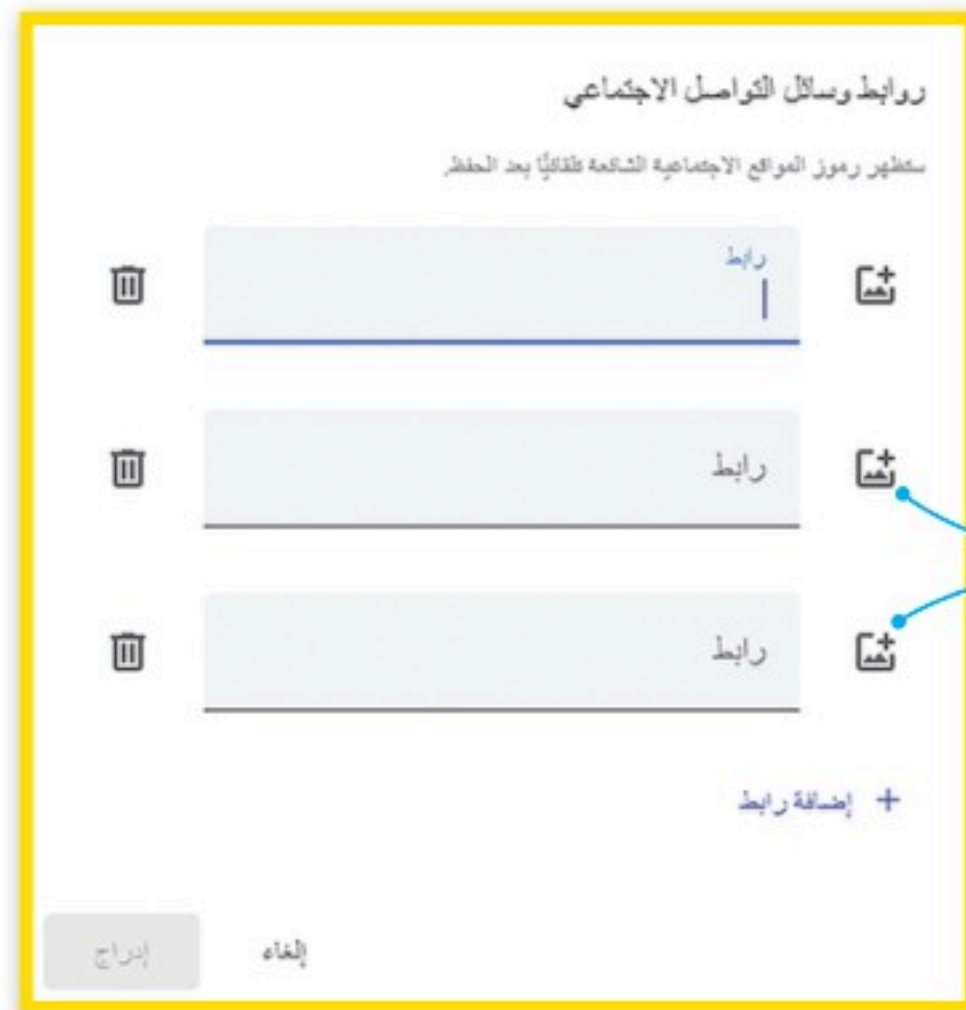 روابط وسائل التواصل الاجتماعي
ستظهر رموز المواقع الاجتماعية الشائعة تلقائيًا بعد الحفظ
رابط
رابط
رابط
+ إضافة رابط
إلغاء
إدراج